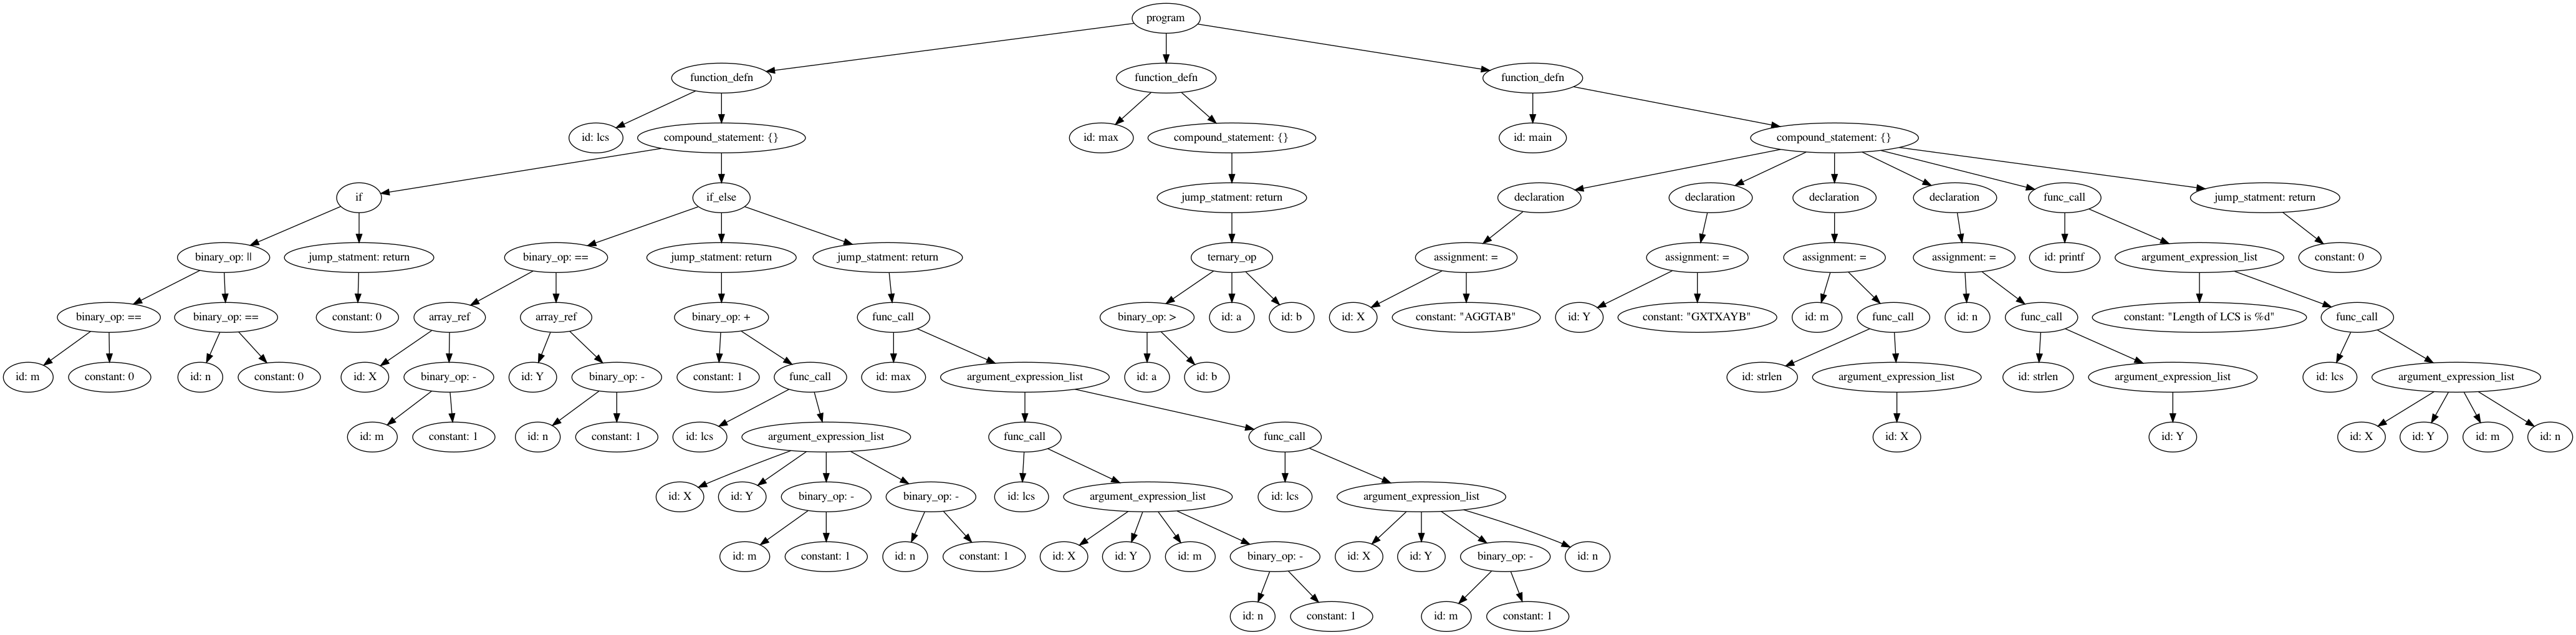 program
function_defn
function_defn
function_defn
id: lcs
compound_statement: {}
id: max
compound_statement: {}
id: main
compound_statement: {}
if
if_else
jump_statment: return
declaration
declaration
declaration
declaration
func_call
jump_statment: return
binary_op: ||
jump_statment: return
binary_op: ==
jump_statment: return
jump_statment: return
ternary_op
assignment: =
assignment: =
assignment: =
assignment: =
id: printf
argument_expression_list
constant: 0
binary_op: ==
binary_op: ==
constant: 0
array_ref
array_ref
binary_op: +
func_call
binary_op: >
id: a
id: b
id: X
constant: "AGGTAB"
id: Y
constant: "GXTXAYB"
id: m
func_call
id: n
func_call
constant: "Length of LCS is %d"
func_call
id: m
constant: 0
id: n
constant: 0
id: X
binary_op: -
id: Y
binary_op: -
constant: 1
func_call
id: max
argument_expression_list
id: a
id: b
id: strlen
argument_expression_list
id: strlen
argument_expression_list
id: lcs
argument_expression_list
id: m
constant: 1
id: n
constant: 1
id: lcs
argument_expression_list
func_call
func_call
id: X
id: Y
id: X
id: Y
id: m
id: n
id: X
id: Y
binary_op: -
binary_op: -
id: lcs
argument_expression_list
id: lcs
argument_expression_list
id: m
constant: 1
id: n
constant: 1
id: X
id: Y
id: m
binary_op: -
id: X
id: Y
binary_op: -
id: n
id: n
constant: 1
id: m
constant: 1